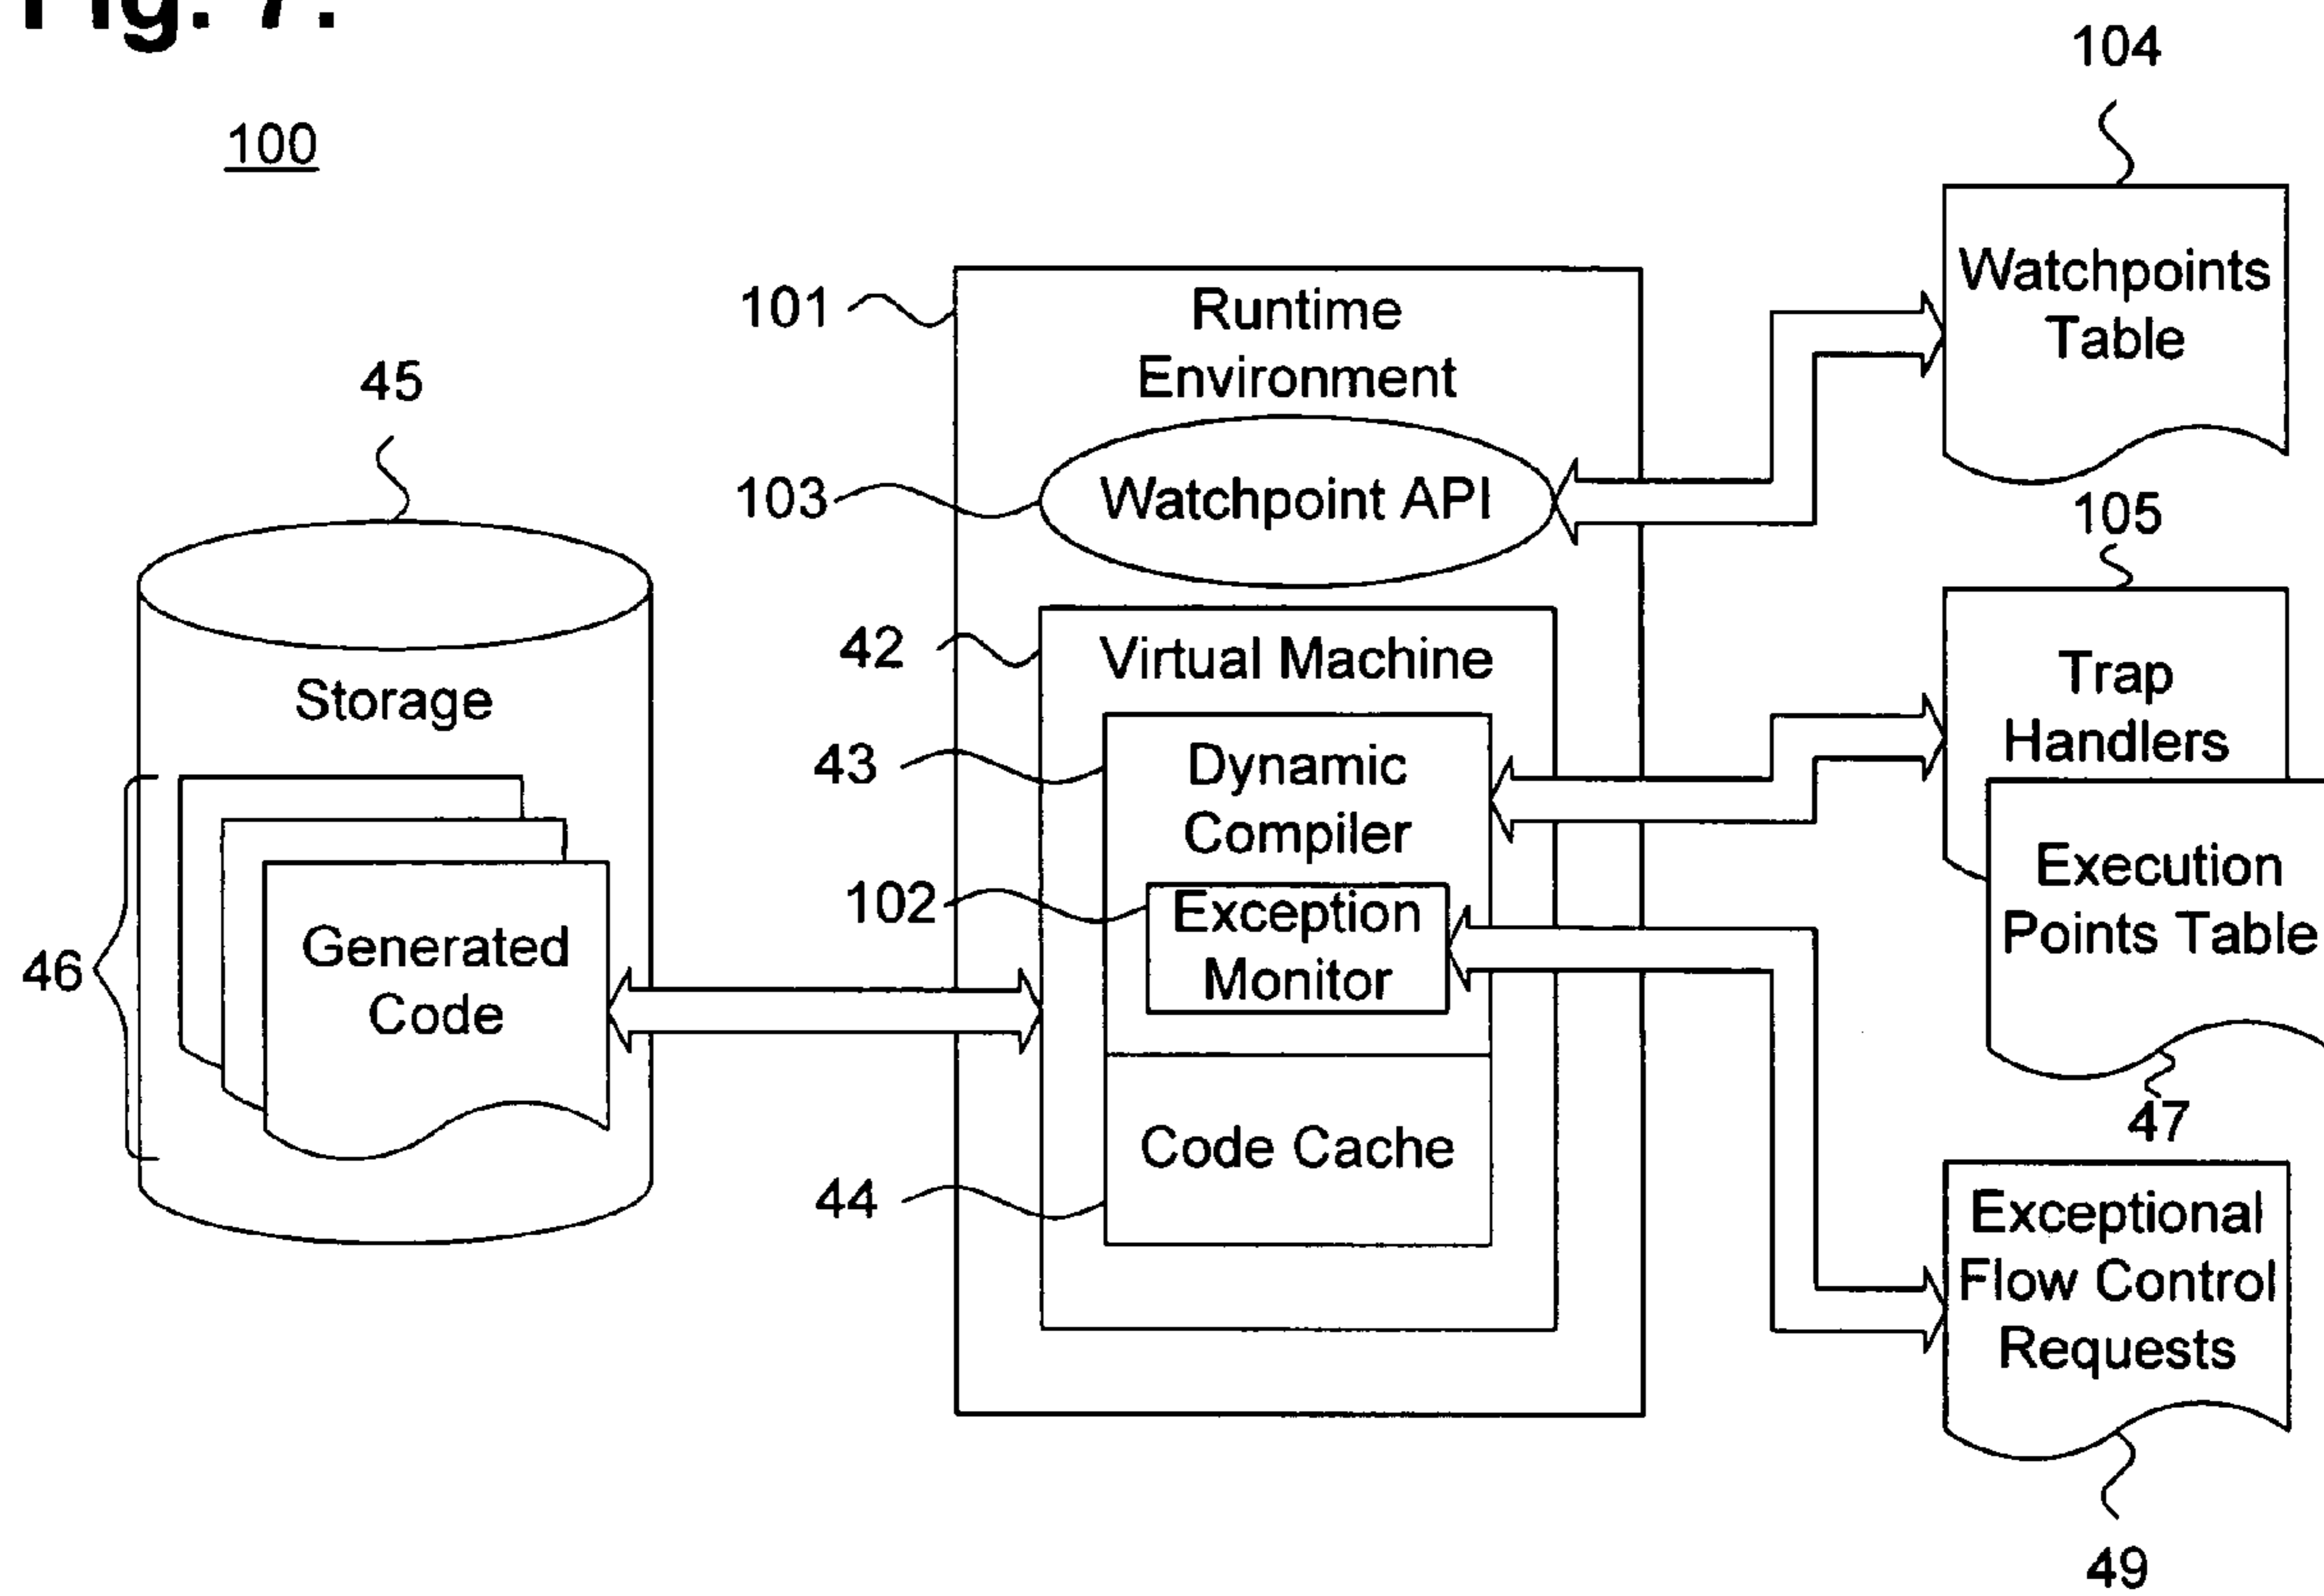 Fig. 7.
100
104
Watchpoints
Table
101
Runtime
Environment
103
Watchpoint API
105
Trap
Handlers
Execution
Points Table
47
45
Storage
46
Generated
Code
42
Virtual Machine
43
Dynamic
Compiler
102
Exception
Monitor
44
Code Cache
Exceptional
Flow Control
Requests
49